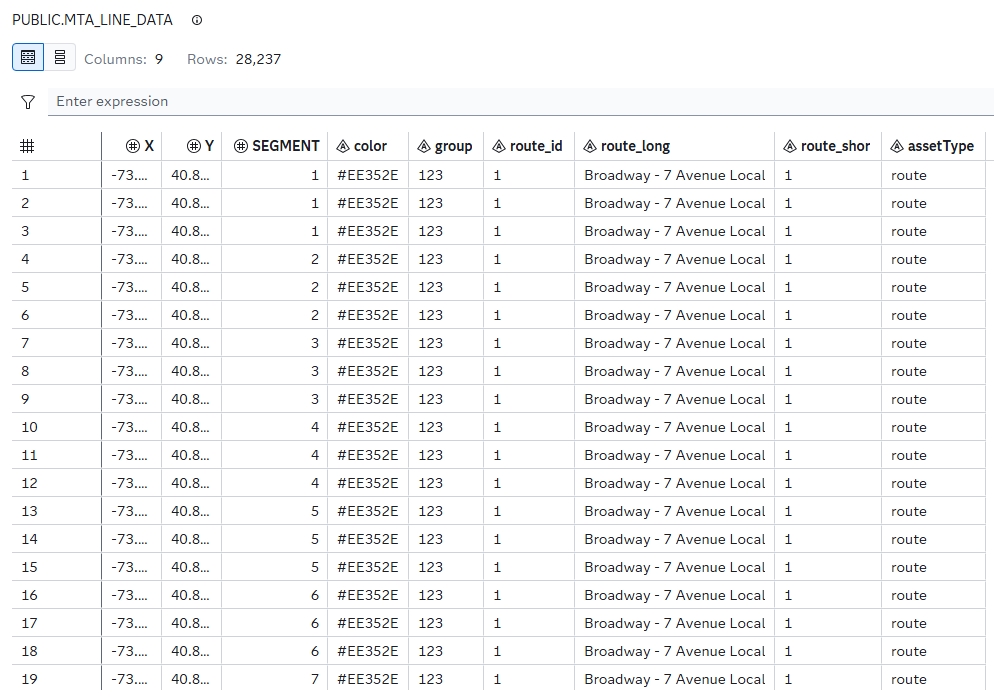 PUBLIC.MTA_LINE_DATA
Columns: 9 Rows: 28,237
Enter expression
# X Y SEGMENT color group route_id route_long route_shor assetType
1 -73.... 40.8... 1 #EE352E 123 1 Broadway - 7 Avenue Local 1 route
2 -73.... 40.8... 1 #EE352E 123 1 Broadway - 7 Avenue Local 1 route
3 -73.... 40.8... 1 #EE352E 123 1 Broadway - 7 Avenue Local 1 route
4 -73.... 40.8... 2 #EE352E 123 1 Broadway - 7 Avenue Local 1 route
5 -73.... 40.8... 2 #EE352E 123 1 Broadway - 7 Avenue Local 1 route
6 -73.... 40.8... 2 #EE352E 123 1 Broadway - 7 Avenue Local 1 route
7 -73.... 40.8... 3 #EE352E 123 1 Broadway - 7 Avenue Local 1 route
8 -73.... 40.8... 3 #EE352E 123 1 Broadway - 7 Avenue Local 1 route
9 -73.... 40.8... 3 #EE352E 123 1 Broadway - 7 Avenue Local 1 route
10 -73.... 40.8... 4 #EE352E 123 1 Broadway - 7 Avenue Local 1 route
11 -73.... 40.8... 4 #EE352E 123 1 Broadway - 7 Avenue Local 1 route
12 -73.... 40.8... 4 #EE352E 123 1 Broadway - 7 Avenue Local 1 route
13 -73.... 40.8... 5 #EE352E 123 1 Broadway - 7 Avenue Local 1 route
14 -73.... 40.8... 5 #EE352E 123 1 Broadway - 7 Avenue Local 1 route
15 -73.... 40.8... 5 #EE352E 123 1 Broadway - 7 Avenue Local 1 route
16 -73.... 40.8... 6 #EE352E 123 1 Broadway - 7 Avenue Local 1 route
17 -73.... 40.8... 6 #EE352E 123 1 Broadway - 7 Avenue Local 1 route
18 -73.... 40.8... 6 #EE352E 123 1 Broadway - 7 Avenue Local 1 route
19 -73.... 40.8... 7 #EE352E 123 1 Broadway - 7 Avenue Local 1 route